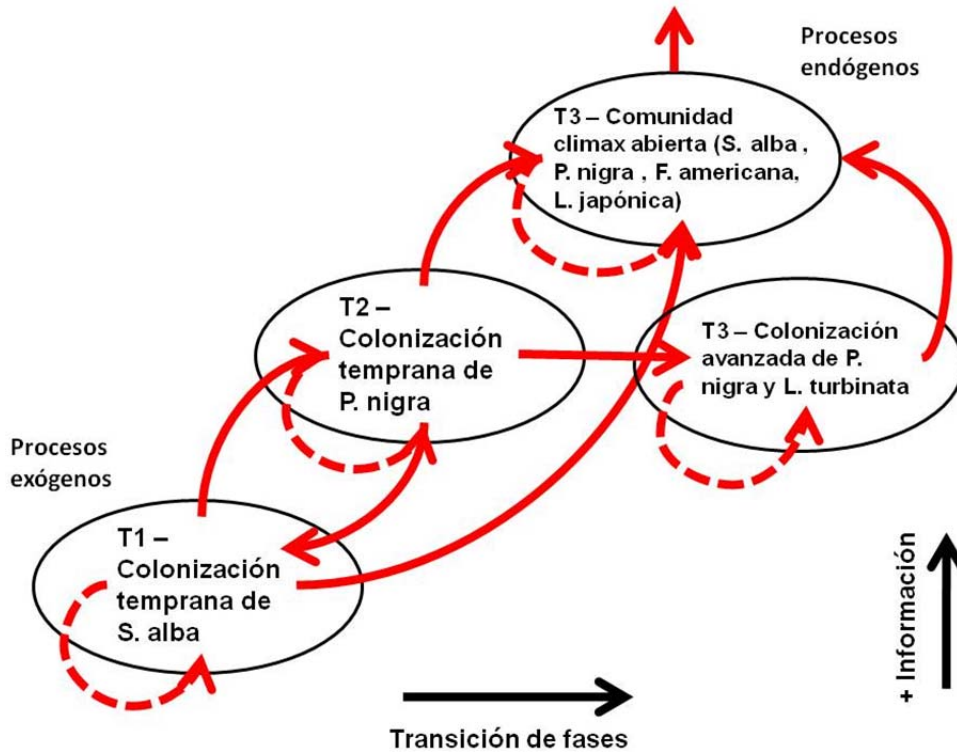 Procesos
endógenos
T3 – Comunidad
climax abierta (S. alba ,
P. nigra , F. americana,
L. japónica)
T2 –
Colonización
temprana de
P. nigra
T3 – Colonización
avanzada de P.
nigra y L. turbinata
Procesos
exógenos
T1 –
Colonización
temprana de
S. alba
+ Información
Transición de fases